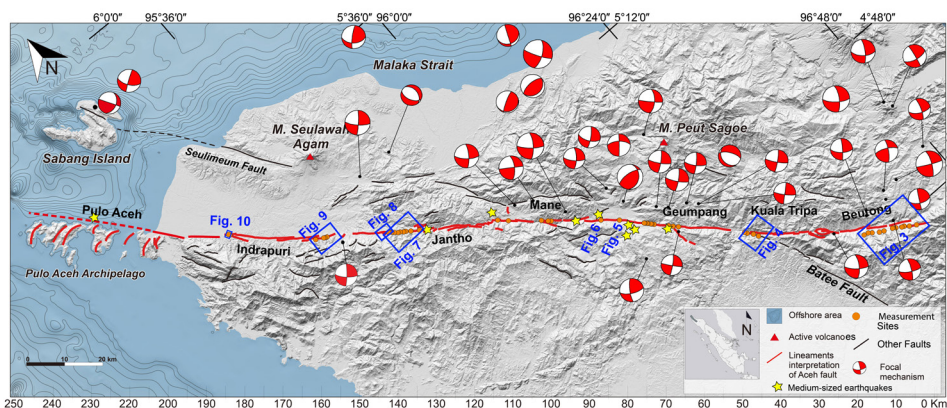 6°0'0" 95°36'0" 5°36'0" 96°0'0" 96°24'0" 5°12'0" 96°48'0" 4°48'0"
N
Malaka Strait
M. Seulawah
Agam
M. Peut Sagoe
Sabang Island
Seulimeum Fault
Pulo Aceh
Fig. 10
Indrapuri
Fig. 9
Fig. 8
Fig. 7
Jantho
Mane
Fig. 6
Fig. 5
Geumpang
Kuala Tripa
Fig. 4
Beutong
Fig. 3
Batee Fault
Pulo Aceh Archipelago
0 10 20 km
N
Offshore area
Measurement
Sites
Active volcanoes
Other Faults
Lineaments
interpretation
of Aceh fault
Focal
mechanism
Medium-sized earthquakes
250 240 230 220 210 200 190 180 170 160 150 140 130 120 110 100 90 80 70 60 50 40 30 20 10 0 Km